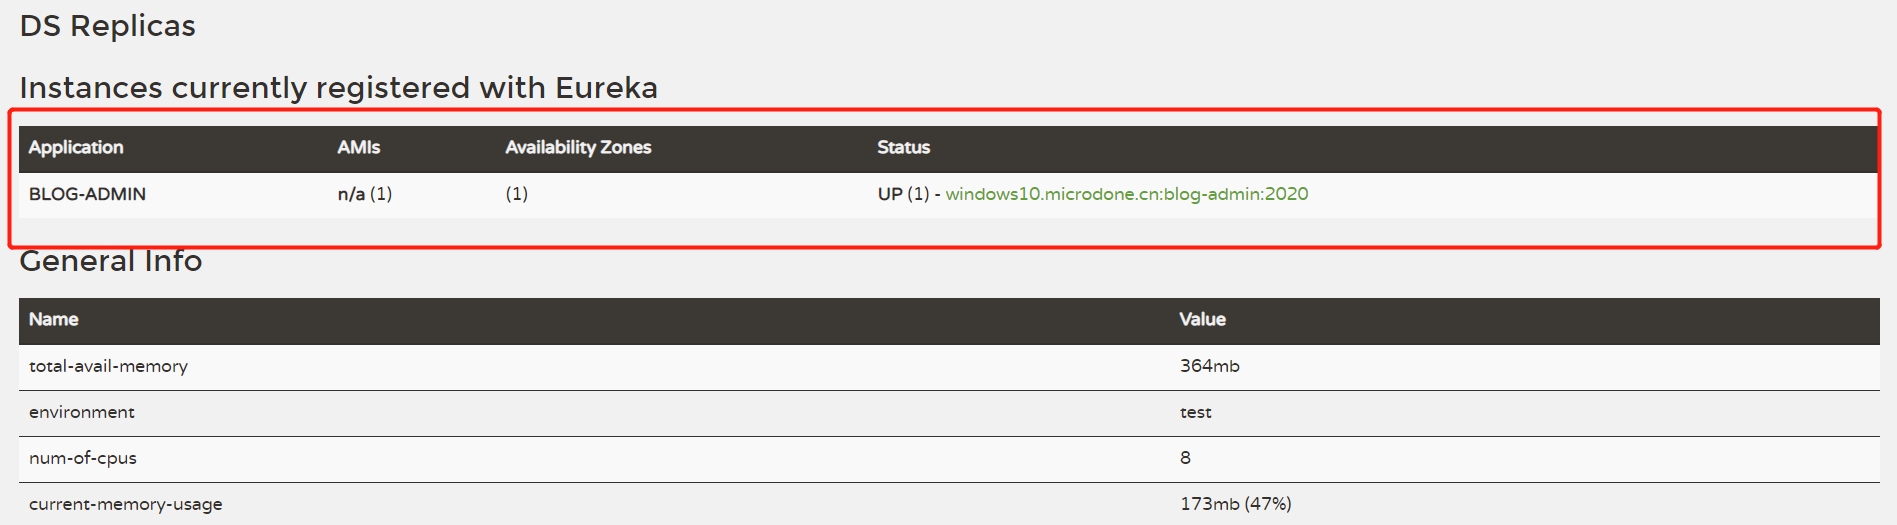 DS Replicas
Instances currently registered with Eureka
Application AMIs Availability Zones Status
BLOG-ADMIN n/a (1) (1) UP (1) - windows10.microdone.cn:blog-admin:2020
General Info
Name Value
total-avail-memory 364mb
environment test
num-of-cpus 8
current-memory-usage 173mb (47%)